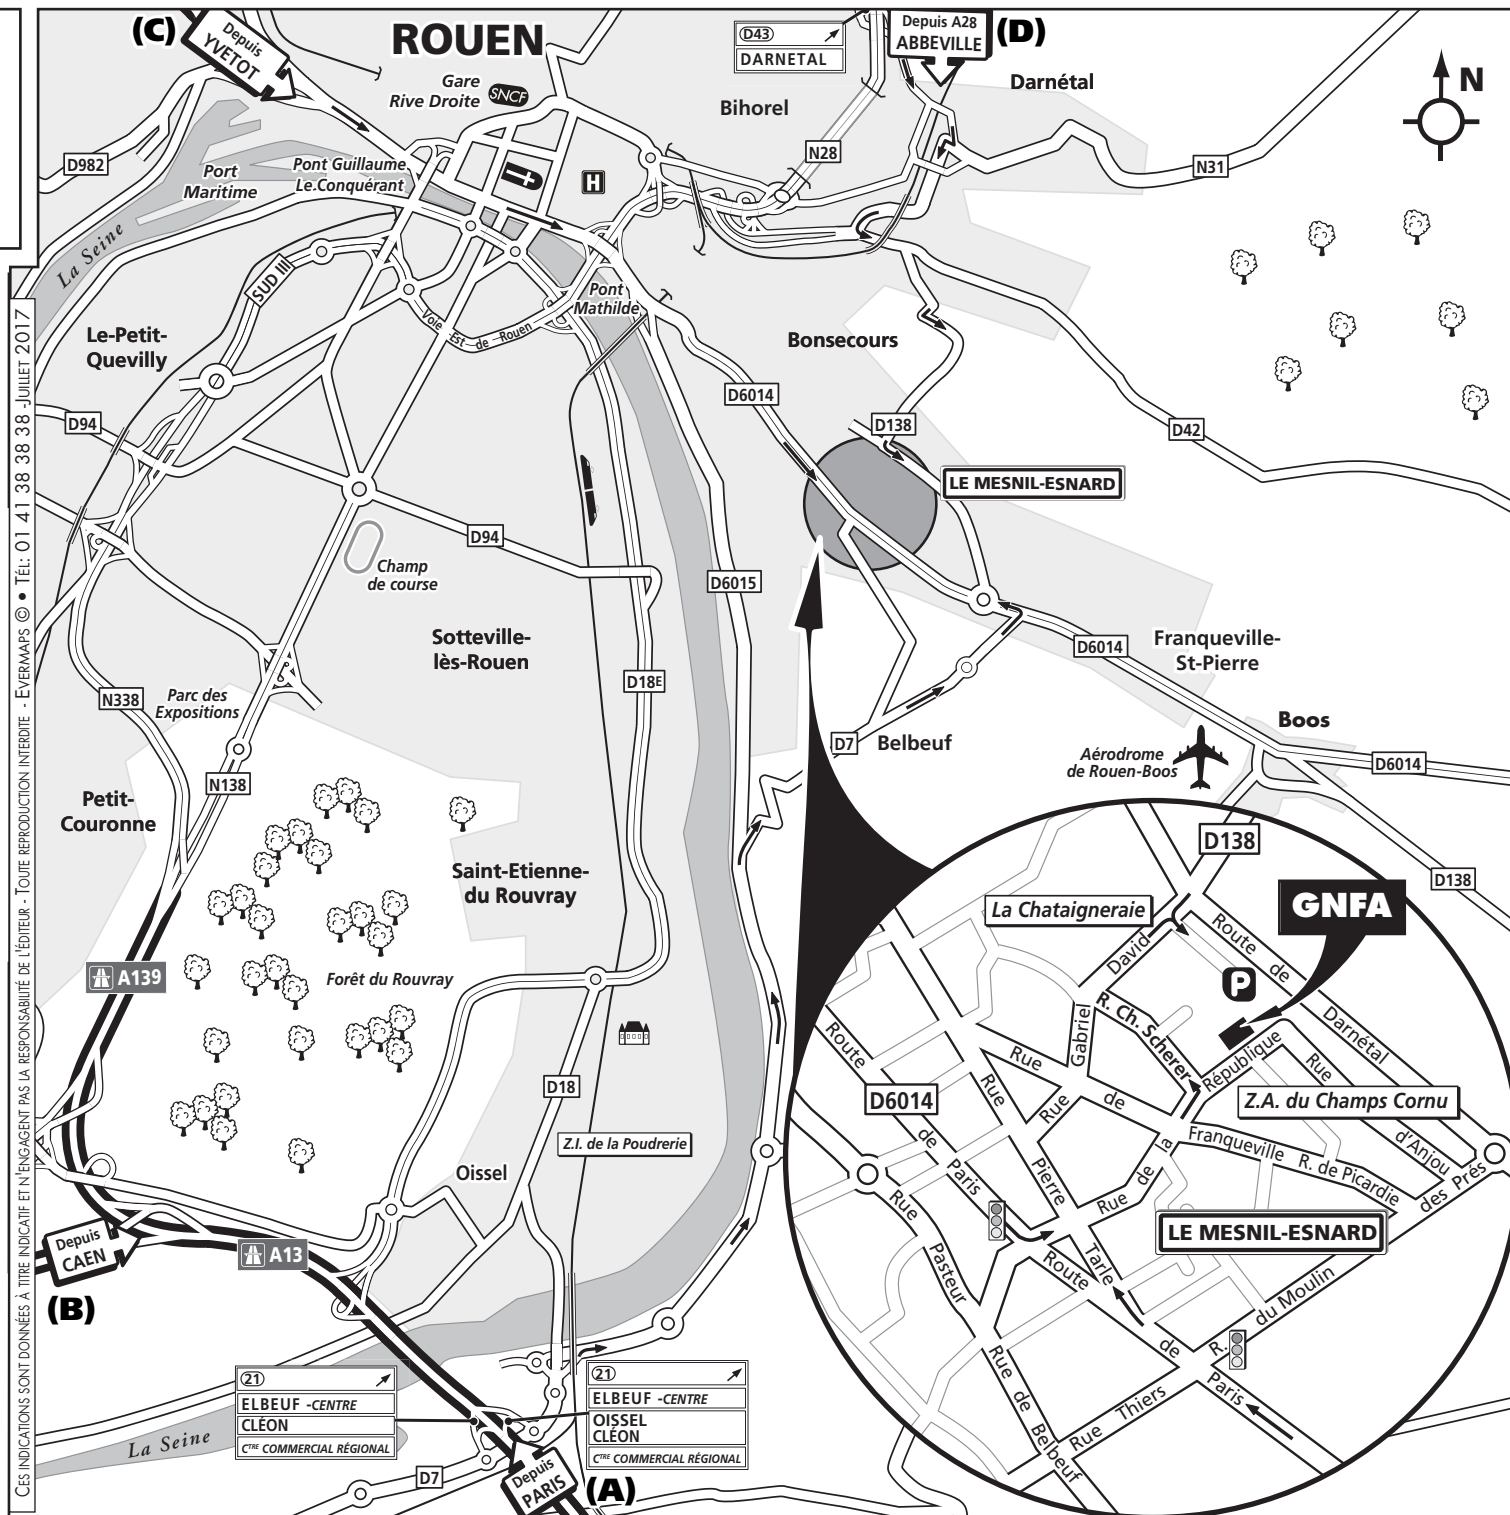 (C)
Depuis
YVETOT
ROUEN
D43
DARNETAL
Depuis A28
ABBEVILLE
(D)
Gare
Rive Droite
SNCF
Bihorel
Darnétal
N
D982
Port
Maritime
Pont Guillaume
Le Conquérant
H
N28
N31
La Seine
SUD III
Pont
Mathilde
Voie Est de Rouen
Le-Petit-
Quevilly
Bonsecours
D6014
D94
D138
D42
LE MESNIL-ESNARD
D94
Champ
de course
D6015
Sotteville-
lès-Rouen
D6014
Franqueville-
St-Pierre
D18E
N338
Parc des
Expositions
D7
Belbeuf
Boos
Aérodrome
de Rouen-Boos
D6014
N138
Petit-
Couronne
D138
Saint-Etienne-
du Rouvray
D138
La Chataigneraie
GNFA
A139
Forêt du Rouvray
David
Route de
P
R. Ch. Scherer
Gabriel
Darnétal
Route
Rue
République
Rue
D18
D6014
Rue
Rue
de
Z.A. du Champs Cornu
Z.I. de la Poudrerie
de
la
Franqueville
d'Anjou
Oissel
Paris
Pierre
de
R. de Picardie
des Prés
Rue
Rue
LE MESNIL-ESNARD
Depuis
CAEN
A13
Pasteur
Route
Tarle
du Moulin
(B)
de
R.
21
ELBEUF -CENTRE
CLÉON
CTRE COMMERCIAL RÉGIONAL
21
ELBEUF -CENTRE
OISSEL
CLÉON
CTRE COMMERCIAL RÉGIONAL
Rue de Belbeuf
Rue Thiers
Paris
La Seine
D7
Depuis
PARIS
(A)
CES INDICATIONS SONT DONNÉES À TITRE INDICATIF ET N'ENGAGENT PAS LA RESPONSABILITÉ DE L'ÉDITEUR - TOUTE REPRODUCTION INTERDITE - EVERMAPS © • TÉL: 01 41 38 38 38 -JUILLET 2017